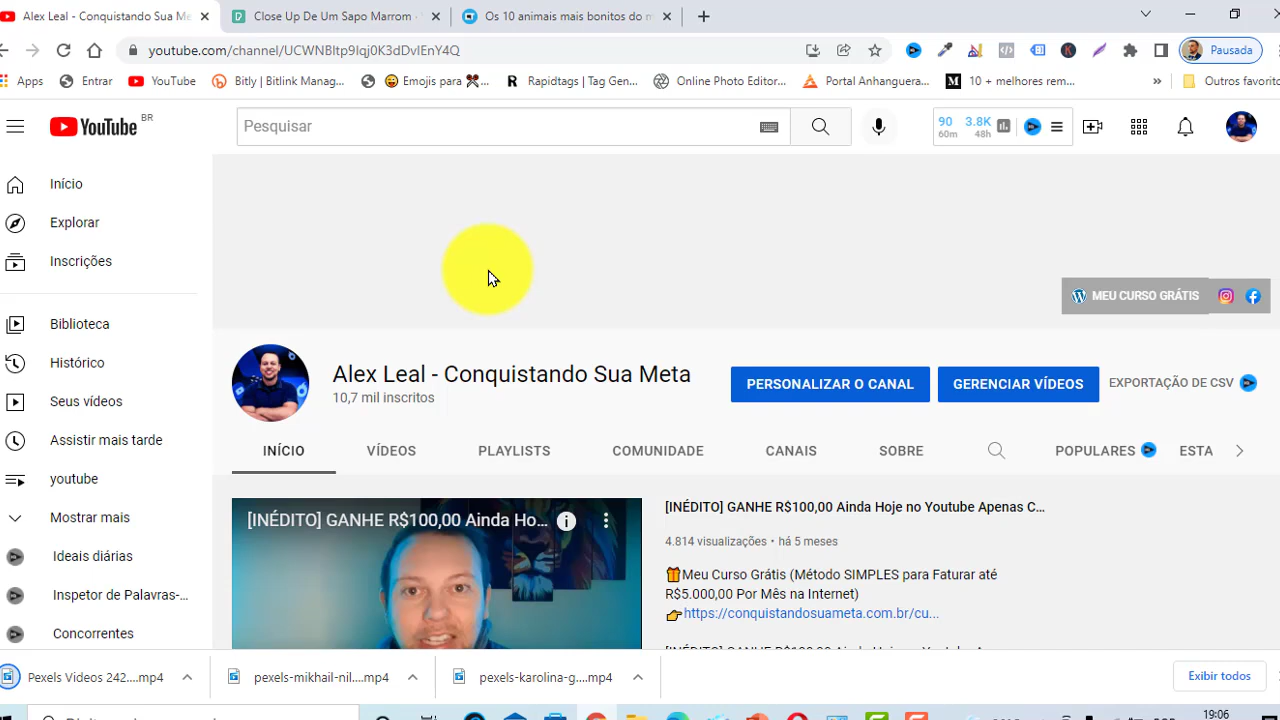 Alex Leal - Conquistando Sua Me
Close Up De Um Sapo Marrom
Os 10 animais mais bonitos do m
youtube.com/channel/UCWNBltp9Iqj0K3dDvIEnY4Q
Pausada
Apps
Entrar
YouTube
Bitly | Bitlink Manag...
Emojis para
Rapidtags | Tag Gen...
Online Photo Editor...
Portal Anhanguera...
10 + melhores rem...
»
Outros favorito
YouTube BR
Pesquisar
90
60m
3.8K
48h
Início
Explorar
Inscrições
Biblioteca
Histórico
Seus vídeos
Assistir mais tarde
youtube
Mostrar mais
Ideais diárias
Inspetor de Palavras-...
Concorrentes
MEU CURSO GRÁTIS
Alex Leal - Conquistando Sua Meta
10,7 mil inscritos
PERSONALIZAR O CANAL
GERENCIAR VÍDEOS
EXPORTAÇÃO DE CSV
INÍCIO
VÍDEOS
PLAYLISTS
COMUNIDADE
CANAIS
SOBRE
POPULARES
ESTA
[INÉDITO] GANHE R$100,00 Ainda Ho...
[INÉDITO] GANHE R$100,00 Ainda Hoje no Youtube Apenas C...
4.814 visualizações • há 5 meses
Meu Curso Grátis (Método SIMPLES para Faturar até
R$5.000,00 Por Mês na Internet)
https://conquistandosuameta.com.br/cu...
Pexels Videos 242....mp4
pexels-mikhail-nil....mp4
pexels-karolina-g....mp4
Exibir todos
19:06